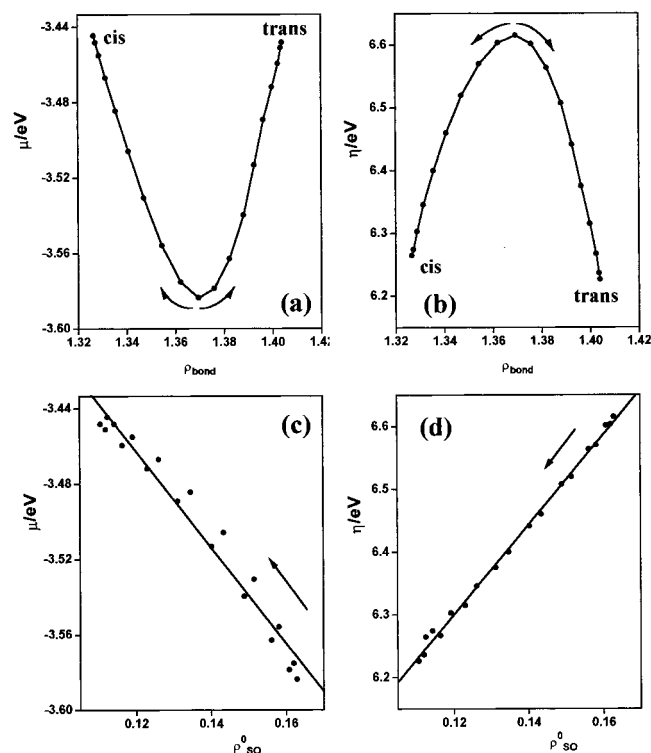 -3.44
-3.48
-3.52
-3.56
-3.60
μ/eV
cis
trans
(a)
1.32
1.34
1.36
1.38
1.40
1.42
ρbond
6.6
6.5
6.4
6.3
6.2
η/eV
cis
trans
(b)
1.32
1.34
1.36
1.38
1.40
1.42
ρbond
-3.44
-3.48
-3.52
-3.56
-3.60
μ/eV
(c)
0.12
0.14
0.16
ρ⁰SO
6.6
6.5
6.4
6.3
6.2
η/eV
(d)
0.12
0.14
0.16
ρ⁰SO